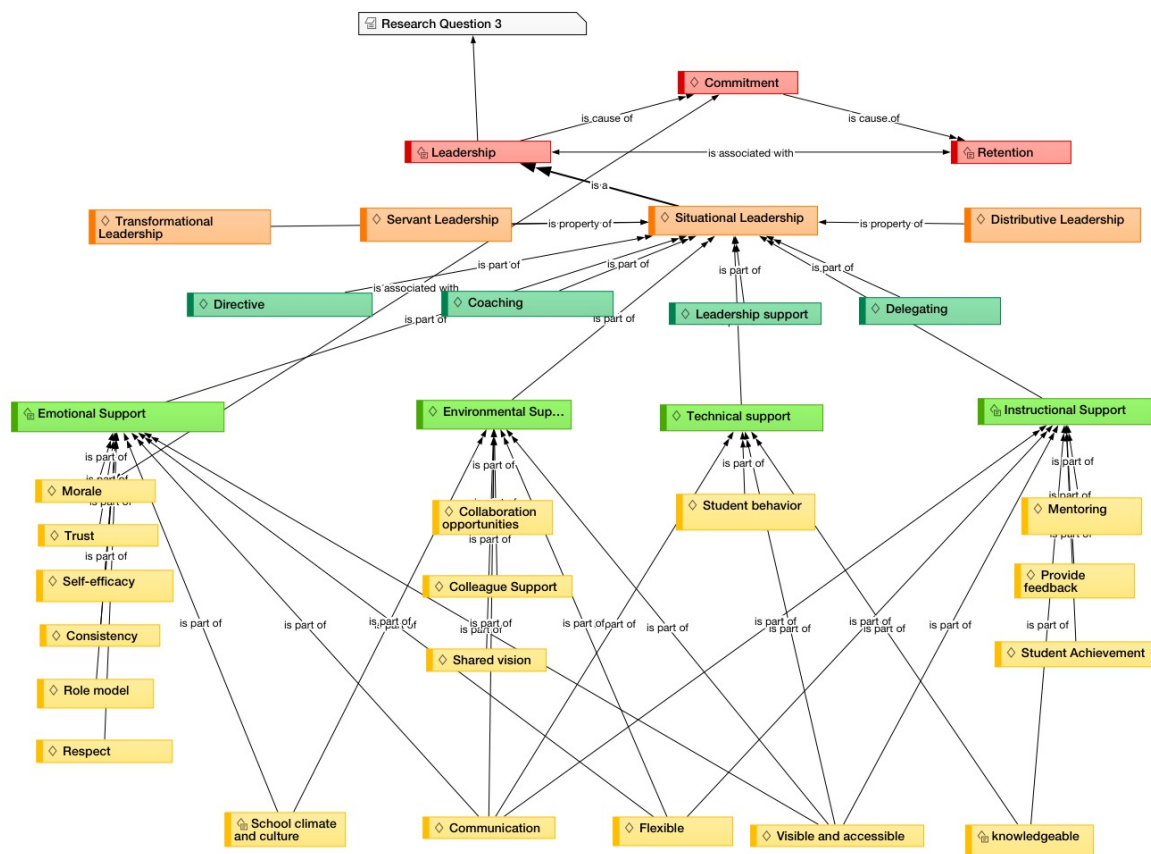 Research Question 3
Commitment
is cause of
is cause of
Leadership
is associated with
Retention
is a
Transformational
Leadership
Servant Leadership
is property of
Situational Leadership
is property of
Distributive Leadership
is part of
is part of
is part of
is part of
is associated with
Directive
Coaching
Leadership support
Delegating
is part of
is part of
Emotional Support
Environmental Sup...
Technical support
Instructional Support
is part of
is part of
is part of
is part of
Morale
Collaboration
opportunities
Student behavior
Mentoring
Trust
is part of
is part of
Self-efficacy
Colleague Support
Provide
feedback
Consistency
is part of
is part of
is part of
is part of
is part of
is part of
is part of
is part of
Shared vision
Student Achievement
Role model
Respect
School climate
and culture
Communication
Flexible
Visible and accessible
knowledgeable